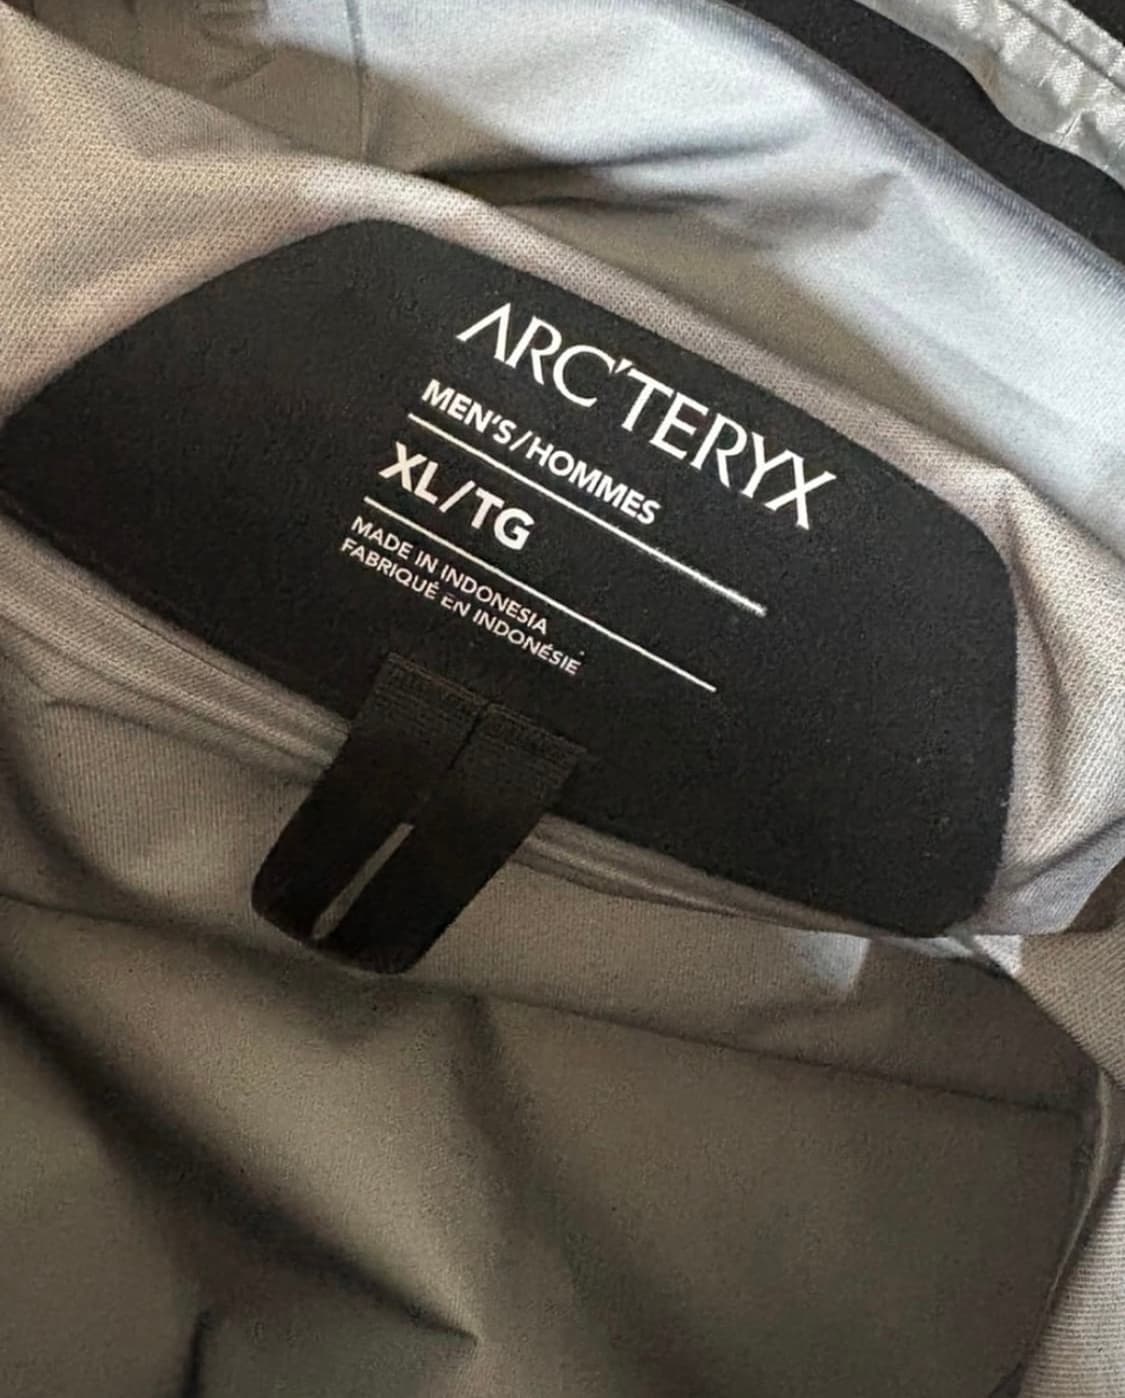 ARC'TERYX
MEN'S/HOMMES
XL/TG
MADE IN INDONESIA
FABRIQUÉ EN INDONÉSIE